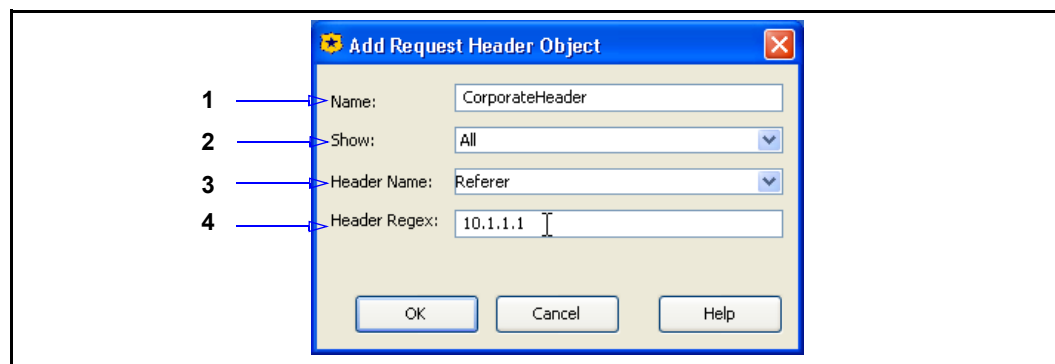 Add Request Header Object
1 Name: CorporateHeader
2 Show: All
3 Header Name: Referer
4 Header Regex: 10.1.1.1
OK Cancel Help